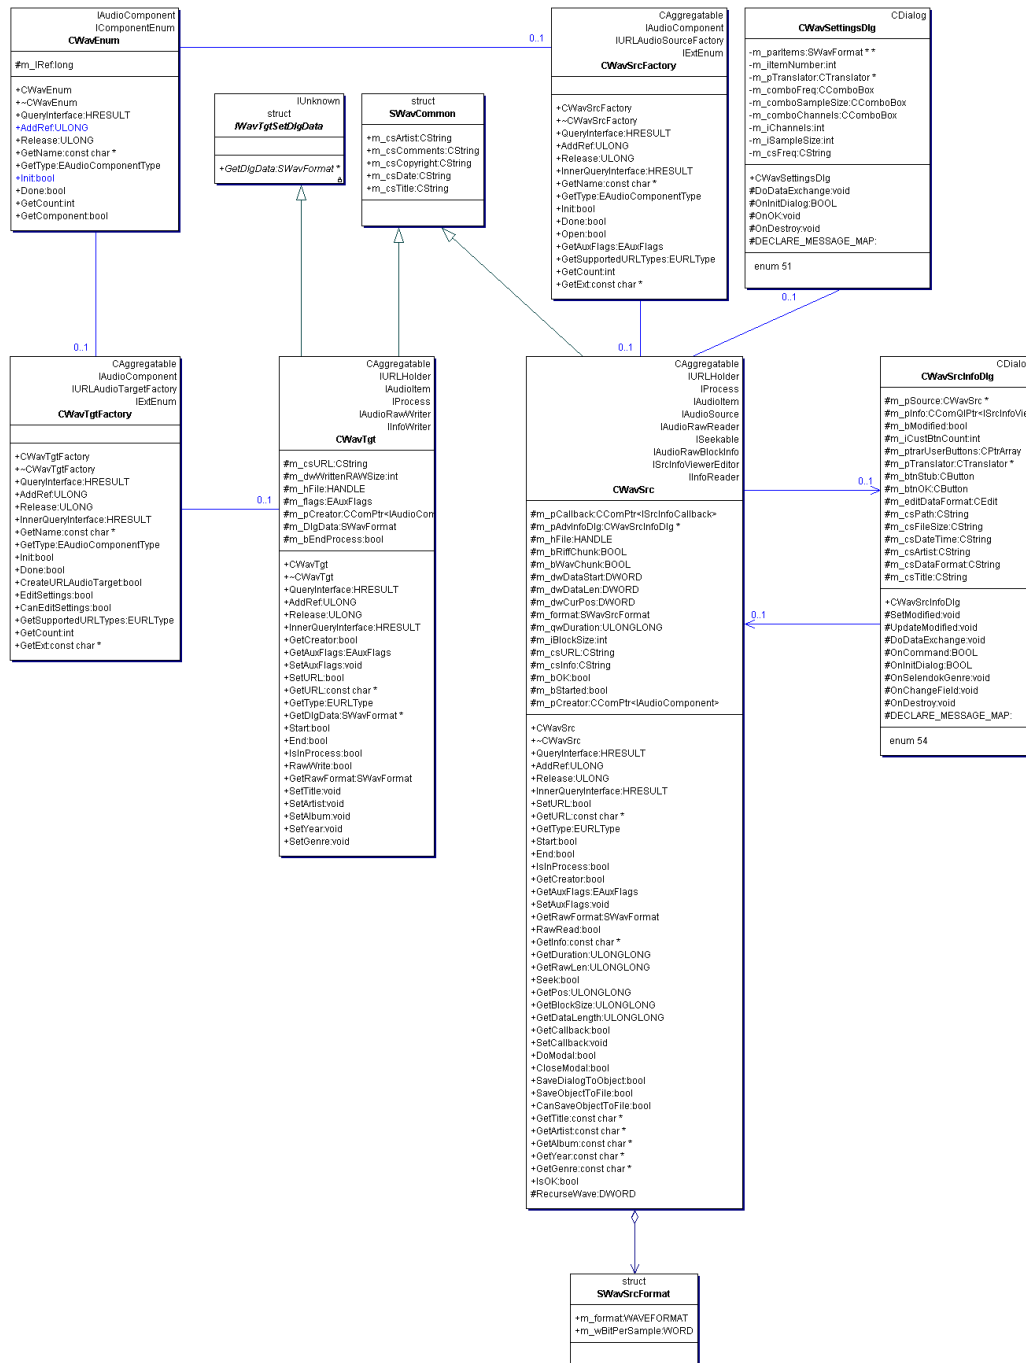 IAudioComponent
IComponentEnum
CWavEnum
#m_lRef:long
+CWavEnum
+~CWavEnum
+QueryInterface:HRESULT
+AddRef:ULONG
+Release:ULONG
+GetName:const char *
+GetType:EAudioComponentType
+Init:bool
+Done:bool
+GetCount:int
+GetComponent:bool
0..1
CAggregatable
IAudioComponent
IURLAudioSourceFactory
IExtEnum
CWavSrcFactory
+CWavSrcFactory
+~CWavSrcFactory
+QueryInterface:HRESULT
+AddRef:ULONG
+Release:ULONG
+InnerQueryInterface:HRESULT
+GetName:const char *
+GetType:EAudioComponentType
+Init:bool
+Done:bool
+Open:bool
+GetAuxFlags:EAuxFlags
+GetSupportedURLTypes:EURLType
+GetCount:int
+GetExt:const char *
CDialog
CWavSettingsDlg
-m_parItems:SWavFormat * *
-m_iItemNumber:int
-m_pTranslator:CTranslator *
-m_comboFreq:CComboBox
-m_comboSampleSize:CComboBox
-m_comboChannels:CComboBox
-m_iChannels:int
-m_iSampleSize:int
-m_csFreq:CString
+CWavSettingsDlg
#DoDataExchange:void
#OnInitDialog:BOOL
#OnOK:void
#OnDestroy:void
#DECLARE_MESSAGE_MAP:
enum 51
IUnknown
struct
IWavTgtSetDlgData
+GetDlgData:SWavFormat *
struct
SWavCommon
+m_csArtist:CString
+m_csComments:CString
+m_csCopyright:CString
+m_csDate:CString
+m_csTitle:CString
0..1
0..1
0..1
CAggregatable
IAudioComponent
IURLAudioTargetFactory
IExtEnum
CWavTgtFactory
+CWavTgtFactory
+~CWavTgtFactory
+QueryInterface:HRESULT
+AddRef:ULONG
+Release:ULONG
+InnerQueryInterface:HRESULT
+GetName:const char *
+GetType:EAudioComponentType
+Init:bool
+Done:bool
+CreateURLAudioTarget:bool
+EditSettings:bool
+CanEditSettings:bool
+GetSupportedURLTypes:EURLType
+GetCount:int
+GetExt:const char *
0..1
CAggregatable
IURLHolder
IAudioItem
IProcess
IAudioRawWriter
IInfoWriter
CWavTgt
#m_csURL:CString
#m_dwWrittenRAWSize:int
#m_hFile:HANDLE
#m_flags:EAuxFlags
#m_pCreator:CComPtr<IAudioCom
#m_DlgData:SWavFormat
#m_bEndProcess:bool
+CWavTgt
+~CWavTgt
+QueryInterface:HRESULT
+AddRef:ULONG
+Release:ULONG
+InnerQueryInterface:HRESULT
+GetCreator:bool
+GetAuxFlags:EAuxFlags
+SetAuxFlags:void
+SetURL:bool
+GetURL:const char *
+GetType:EURLType
+GetDlgData:SWavFormat *
+Start:bool
+End:bool
+IsInProcess:bool
+RawWrite:bool
+GetRawFormat:SWavFormat
+SetTitle:void
+SetArtist:void
+SetAlbum:void
+SetYear:void
+SetGenre:void
CAggregatable
IURLHolder
IProcess
IAudioItem
IAudioSource
IAudioRawReader
ISeekable
IAudioRawBlockInfo
ISrcInfoViewerEditor
IInfoReader
CWavSrc
#m_pCallback:CComPtr<ISrcInfoCallback>
#m_pAdvInfoDlg:CWavSrcInfoDlg *
#m_hFile:HANDLE
#m_bRiffChunk:BOOL
#m_bWavChunk:BOOL
#m_dwDataStart:DWORD
#m_dwDataLen:DWORD
#m_dwCurPos:DWORD
#m_format:SWavSrcFormat
#m_qwDuration:ULONGLONG
#m_iBlockSize:int
#m_csURL:CString
#m_csInfo:CString
#m_bOK:bool
#m_bStarted:bool
#m_pCreator:CComPtr<IAudioComponent>
+CWavSrc
+~CWavSrc
+QueryInterface:HRESULT
+AddRef:ULONG
+Release:ULONG
+InnerQueryInterface:HRESULT
+SetURL:bool
+GetURL:const char *
+GetType:EURLType
+Start:bool
+End:bool
+IsInProcess:bool
+GetCreator:bool
+GetAuxFlags:EAuxFlags
+SetAuxFlags:void
+GetRawFormat:SWavFormat
+RawRead:bool
+GetInfo:const char *
+GetDuration:ULONGLONG
+GetRawLen:ULONGLONG
+Seek:bool
+GetPos:ULONGLONG
+GetBlockSize:ULONGLONG
+GetDataLength:ULONGLONG
+GetCallback:bool
+SetCallback:void
+DoModal:bool
+CloseModal:bool
+SaveDialogToObject:bool
+SaveObjectToFile:bool
+CanSaveObjectToFile:bool
+GetTitle:const char *
+GetArtist:const char *
+GetAlbum:const char *
+GetYear:const char *
+GetGenre:const char *
+IsOK:bool
#RecurseWave:DWORD
0..1
0..1
CDialo
CWavSrcInfoDlg
#m_pSource:CWavSrc *
#m_pInfo:CComQIPtr<ISrcInfoVie
#m_bModified:bool
#m_iCustBtnCount:int
#m_ptrarUserButtons:CPtrArray
#m_pTranslator:CTranslator *
#m_btnStub:CButton
#m_btnOK:CButton
#m_editDataFormat:CEdit
#m_csPath:CString
#m_csFileSize:CString
#m_csDateTime:CString
#m_csArtist:CString
#m_csDataFormat:CString
#m_csTitle:CString
+CWavSrcInfoDlg
#SetModified:void
#UpdateModified:void
#DoDataExchange:void
#OnCommand:BOOL
#OnInitDialog:BOOL
#OnSelendokGenre:void
#OnChangeField:void
#OnDestroy:void
#DECLARE_MESSAGE_MAP:
enum 54
struct
SWavSrcFormat
+m_format:WAVEFORMAT
+m_wBitPerSample:WORD